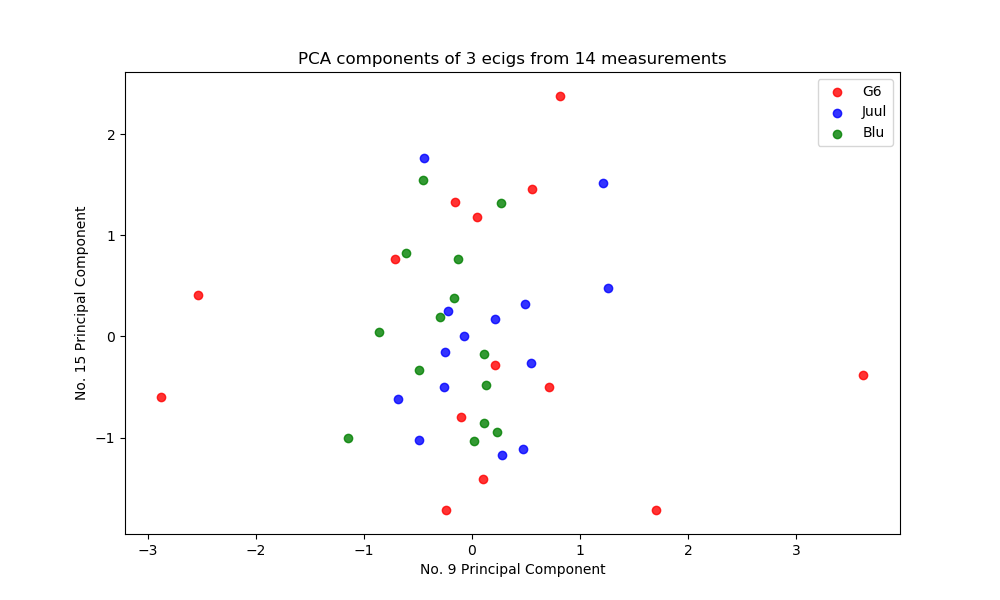 PCA components of 3 ecigs from 14 measurements
G6
Juul
Blu
No. 15 Principal Component
2
1
0
−1
−3
−2
−1
0
1
2
3
No. 9 Principal Component